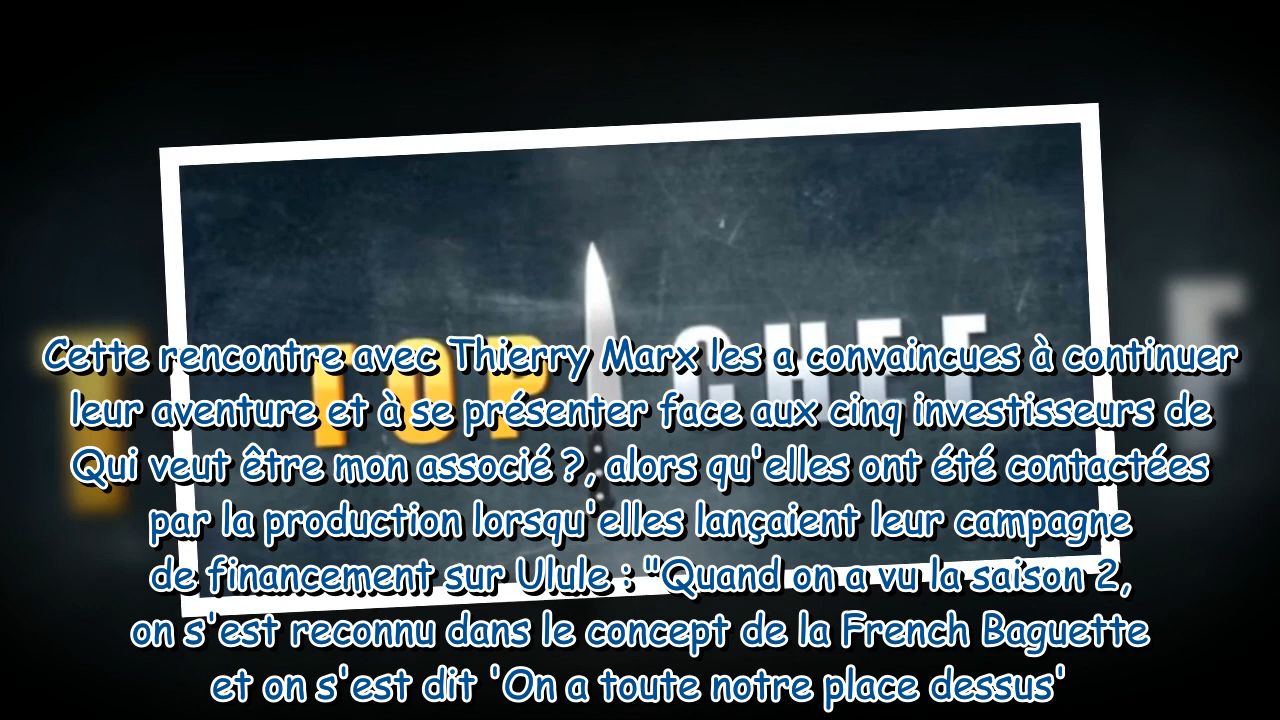 TOP CHEF
Cette rencontre avec Thierry Marx les a convaincues à continuer
leur aventure et à se présenter face aux cinq investisseurs de
Qui veut être mon associé ?, alors qu'elles ont été contactées
par la production lorsqu'elles lançaient leur campagne
de financement sur Ulule : "Quand on a vu la saison 2,
on s'est reconnu dans le concept de la French Baguette
et on s'est dit 'On a toute notre place dessus'